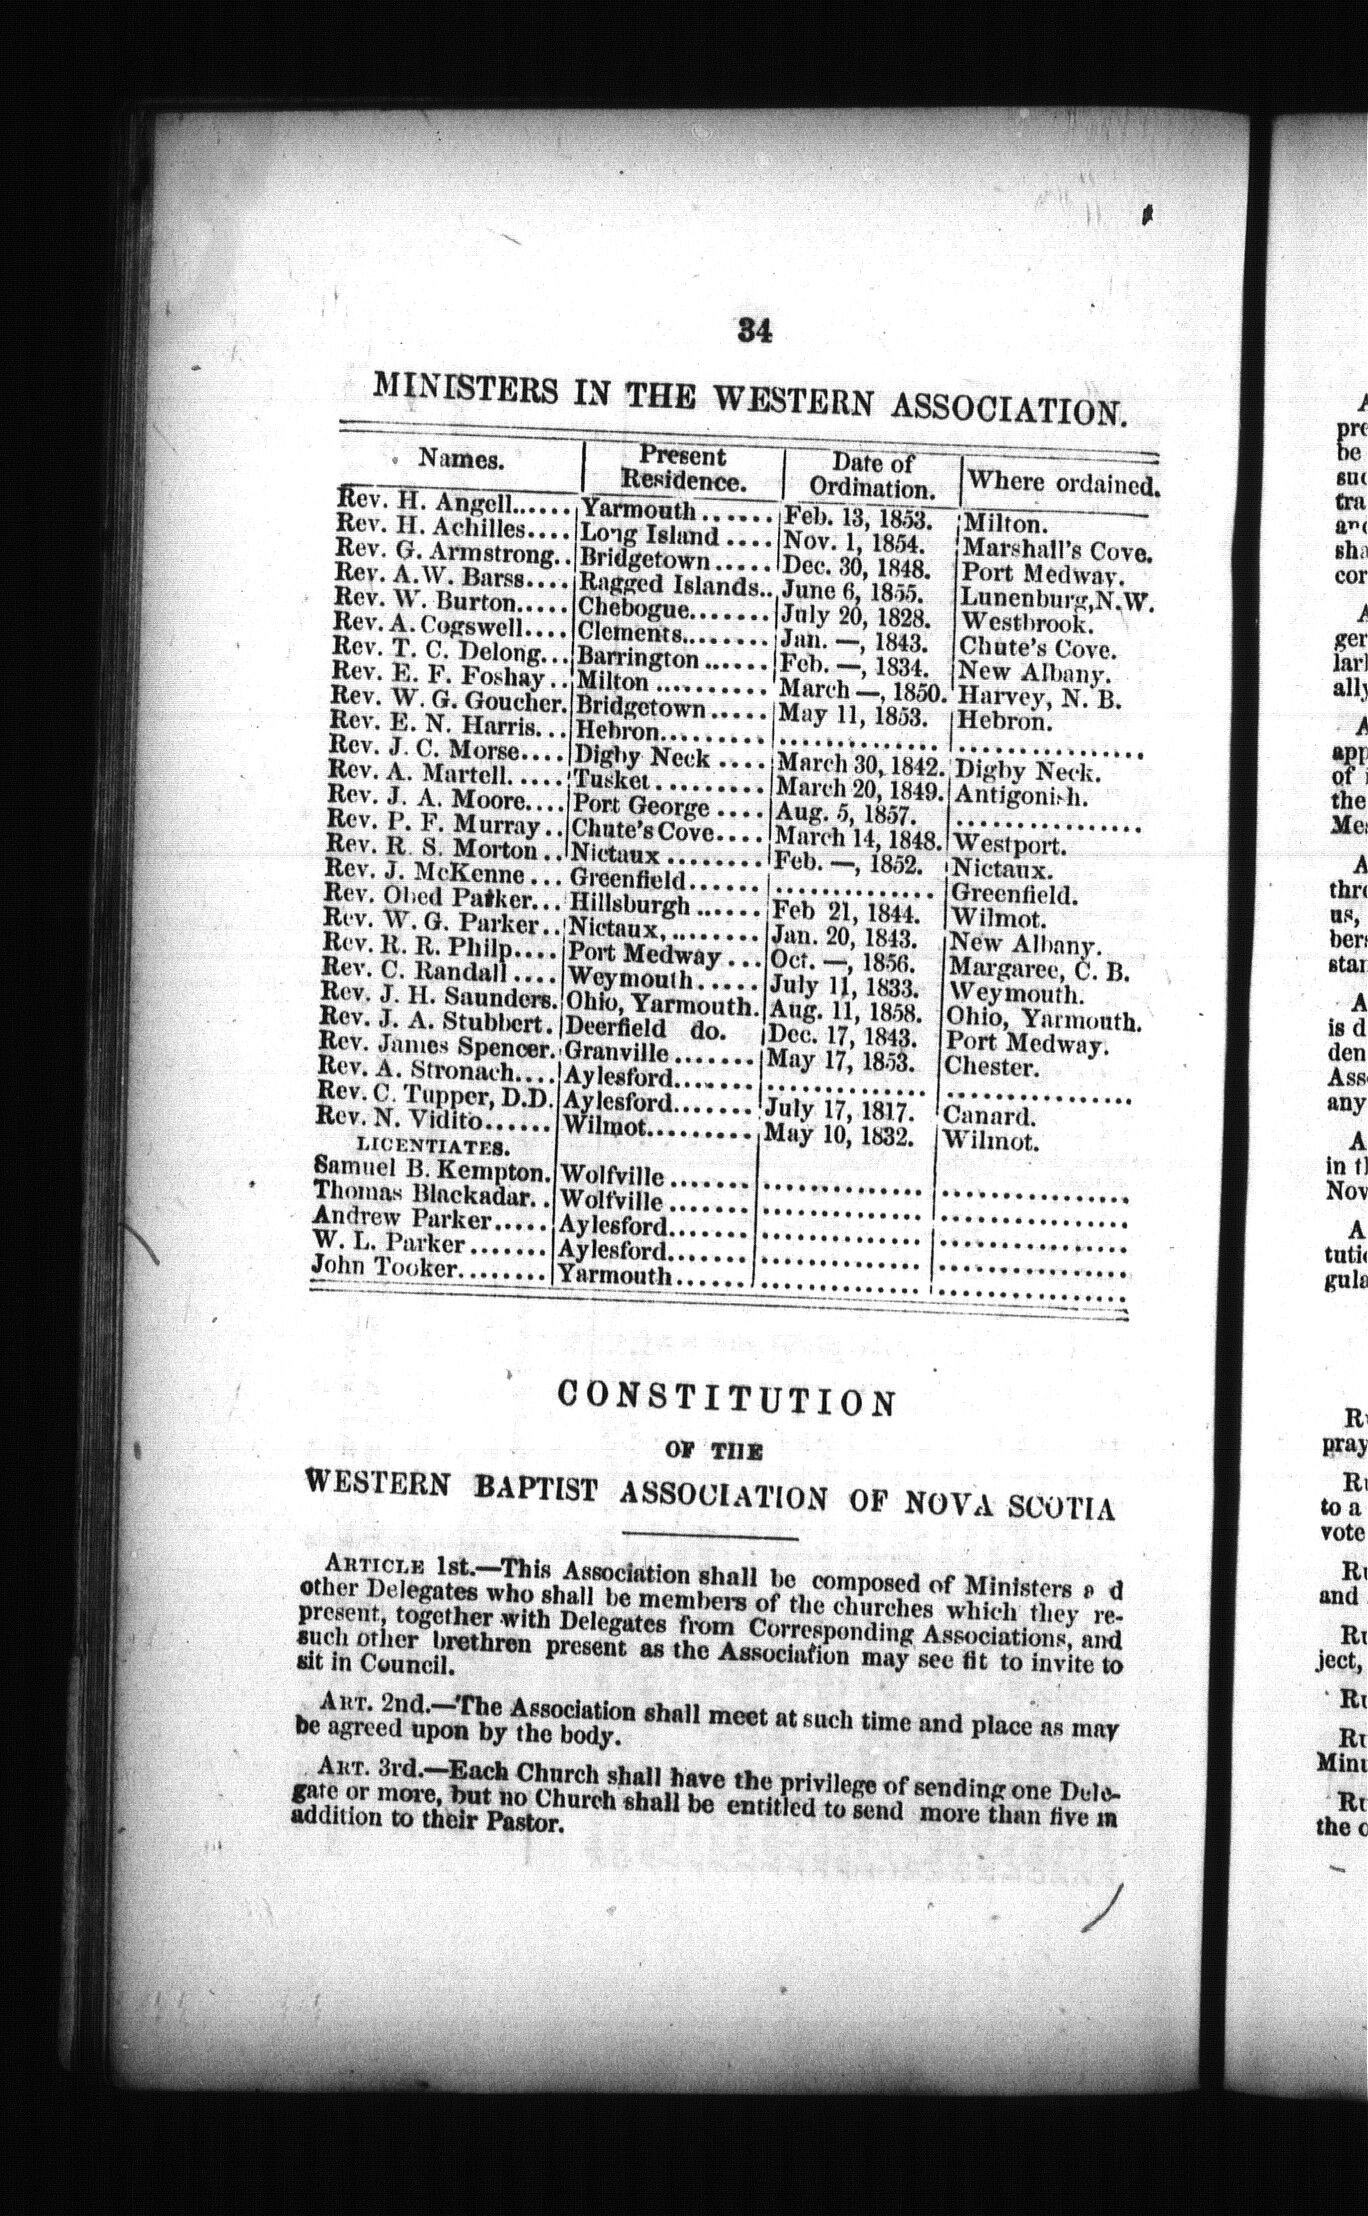 34
MINISTERS IN THE WESTERN ASSOCIATION.
Names. | Present Residence. | Date of Ordination. | Where ordained.
Rev. H. Angell...... Yarmouth...... Feb. 13, 1853. Milton.
Rev. H. Achilles.... Long Island .... Nov. 1, 1854. Marshall's Cove.
Rev. G. Armstrong.. Bridgetown..... Dec. 30, 1848. Port Medway.
Rev. A.W. Barss.... Ragged Islands.. June 6, 1855. Lunenburg,N.W.
Rev. W. Burton..... Chebogue....... July 20, 1828. Westbrook.
Rev. A. Cogswell.... Clements........ Jan. —, 1843. Chute's Cove.
Rev. T. C. Delong... Barrington ...... Feb. —, 1834. New Albany.
Rev. E. F. Foshay .. Milton .......... March —, 1850. Harvey, N. B.
Rev. W. G. Goucher. Bridgetown..... May 11, 1853. Hebron.
Rev. E. N. Harris... Hebron.......... .............. ................
Rev. J. C. Morse.... Digby Neck .... March 30, 1842. Digby Neck.
Rev. A. Martell..... Tusket......... March 20, 1849. Antigonish.
Rev. J. A. Moore.... Port George .... Aug. 5, 1857. ................
Rev. P. F. Murray .. Chute's Cove.... March 14, 1848. Westport.
Rev. R. S. Morton .. Nictaux ........ Feb. —, 1852. Nictaux.
Rev. J. McKenne ... Greenfield...... .............. Greenfield.
Rev. Obed Parker... Hillsburgh ...... Feb 21, 1844. Wilmot.
Rev. W. G. Parker.. Nictaux,........ Jan. 20, 1843. New Albany.
Rev. R. R. Philp.... Port Medway ... Oct. —, 1856. Margaree, C. B.
Rev. C. Randall .... Weymouth..... July 11, 1833. Weymouth.
Rev. J. H. Saunders. Ohio, Yarmouth. Aug. 11, 1858. Ohio, Yarmouth.
Rev. J. A. Stubbert. Deerfield do. Dec. 17, 1843. Port Medway.
Rev. James Spencer. Granville ....... May 17, 1853. Chester.
Rev. A. Stronach.... Aylesford....... .............. ................
Rev. C. Tupper, D.D. Aylesford....... July 17, 1817. Canard.
Rev. N. Vidito...... Wilmot......... May 10, 1832. Wilmot.
LICENTIATES.
Samuel B. Kempton. Wolfville ....... .............. ................
Thomas Blackadar. . Wolfville ....... .............. ................
Andrew Parker..... Aylesford....... .............. ................
W. L. Parker ....... Aylesford....... .............. ................
John Tooker........ Yarmouth...... .............. ................
CONSTITUTION
OF THE
WESTERN BAPTIST ASSOCIATION OF NOVA SCOTIA
ARTICLE 1st.—This Association shall be composed of Ministers a d
other Delegates who shall be members of the churches which they re-
present, together with Delegates from Corresponding Associations, and
such other brethren present as the Association may see fit to invite to
sit in Council.
ART. 2nd.—The Association shall meet at such time and place as may
be agreed upon by the body.
ART. 3rd.—Each Church shall have the privilege of sending one Dele-
gate or more, but no Church shall be entitled to send more than five in
addition to their Pastor.